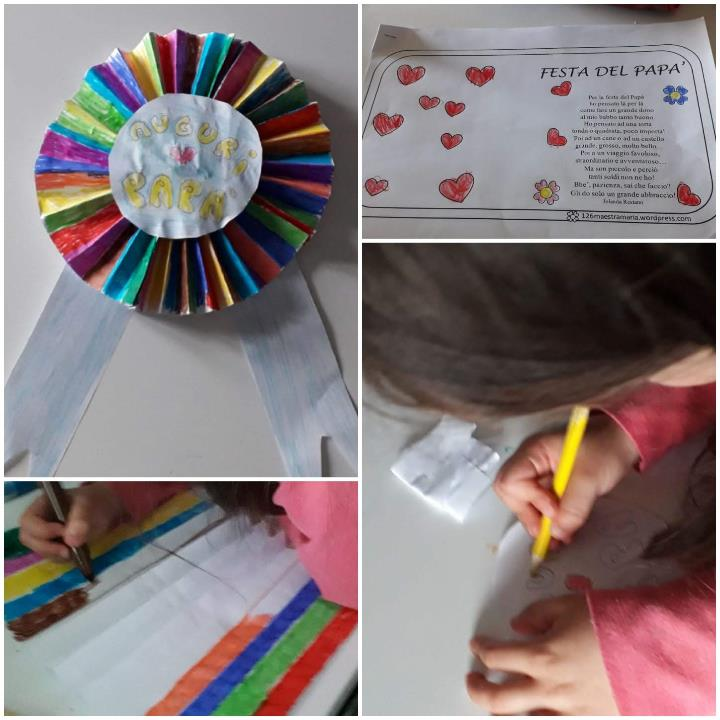 AUGURI
PAPA'
FESTA DEL PAPA'
Per la festa del Papà
ho pensato là per là
come fare un grande dono
al mio babbo tanto buono.
Ho pensato ad una torta
tonda o quadrata, poco importa!
Poi ad un cane o ad un castello
grande, grosso, molto bello...
Poi a un viaggio favoloso,
straordinario e avventuroso....
Ma son piccolo e perciò
tanti soldi non ne ho!
Bhe', pazienza, sai che faccio?
Gli do solo un grande abbraccio!
Jolanda Restano
126maestramaria.wordpress.com